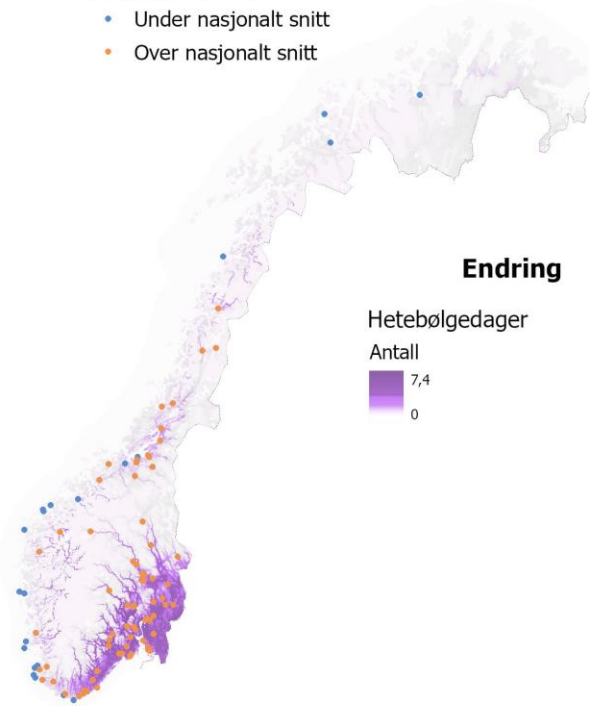 Under nasjonalt snitt
Over nasjonalt snitt
Endring
Hetebølgedager
Antall
7,4
0